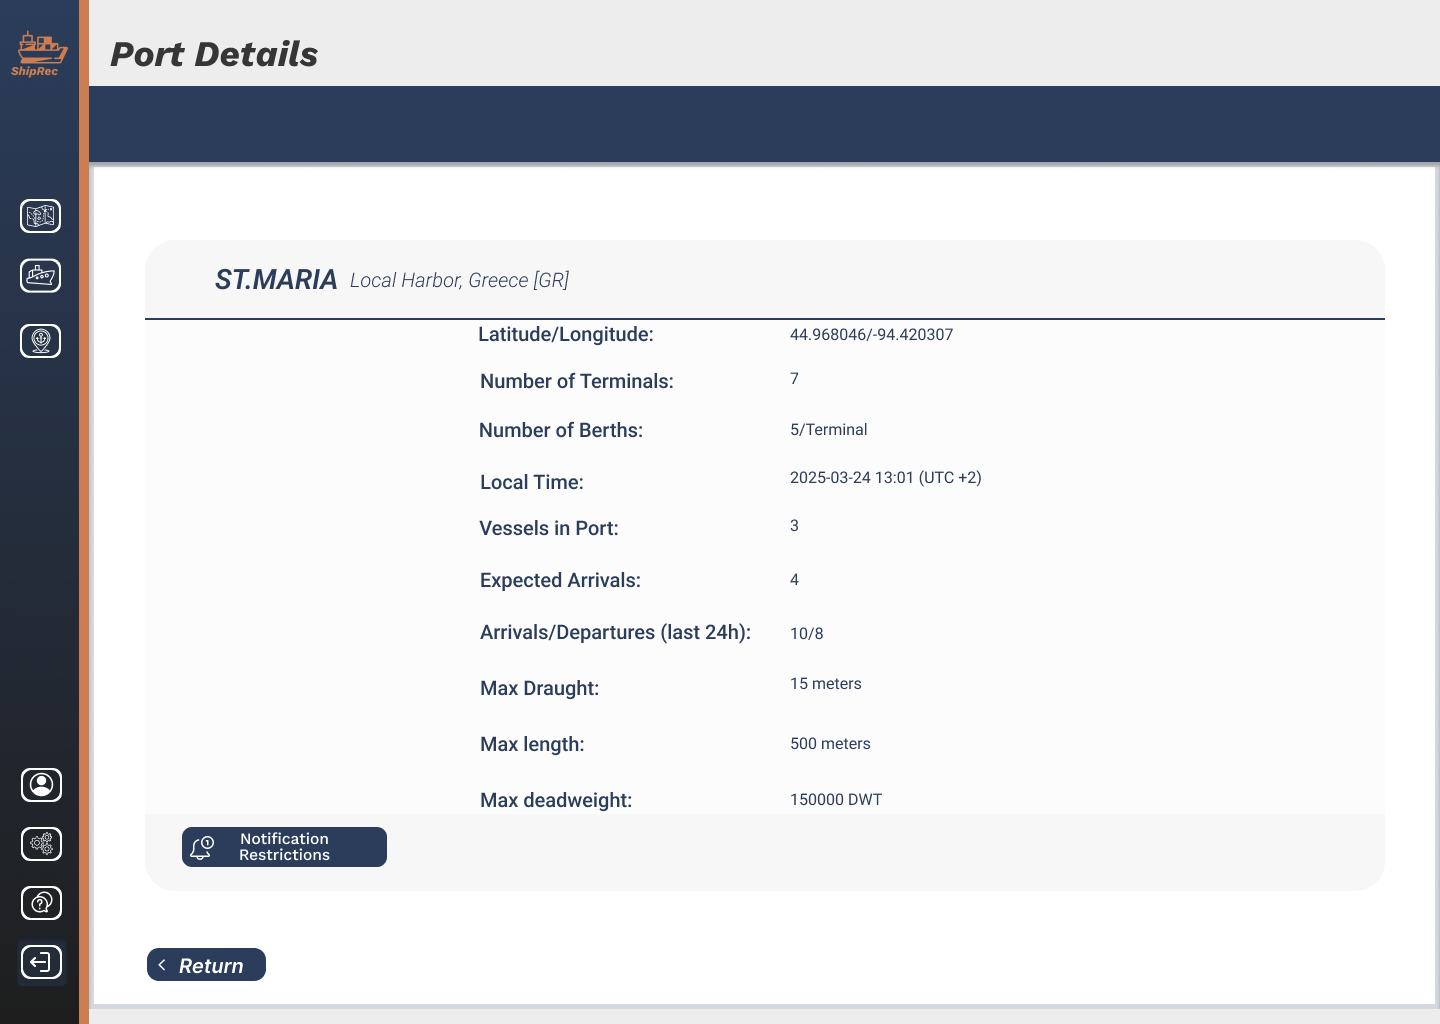 ShipRec
Port Details
ST.MARIA Local Harbor, Greece [GR]
Latitude/Longitude: 44.968046/-94.420307
Number of Terminals: 7
Number of Berths: 5/Terminal
Local Time: 2025-03-24 13:01 (UTC +2)
Vessels in Port: 3
Expected Arrivals: 4
Arrivals/Departures (last 24h): 10/8
Max Draught: 15 meters
Max length: 500 meters
Max deadweight: 150000 DWT
1
Notification
Restrictions
?
< Return